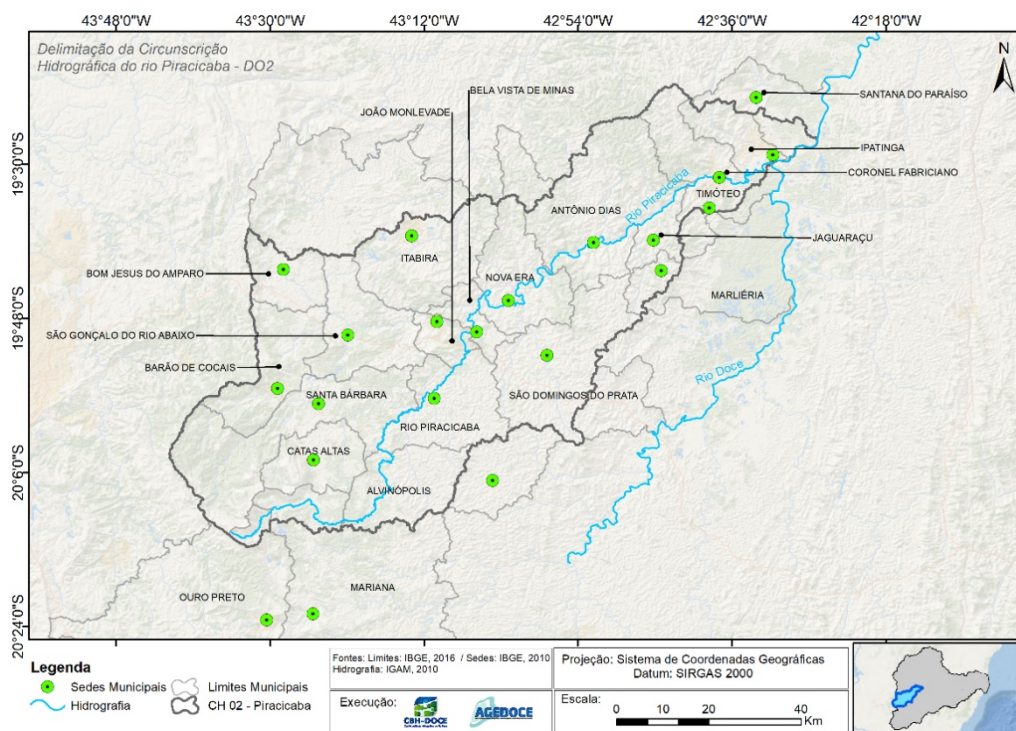 43°48'0"W 43°30'0"W 43°12'0"W 42°54'0"W 42°36'0"W 42°18'0"W
Delimitação da Circunscrição
Hidrográfica do rio Piracicaba - DO2
N
BELA VISTA DE MINAS
SANTANA DO PARAÍSO
JOÃO MONLEVADE
IPATINGA
19°30'0"S
CORONEL FABRICIANO
TIMÓTEO
Rio Piracicaba
ANTÔNIO DIAS
JAGUARAÇU
ITABIRA
BOM JESUS DO AMPARO
NOVA ERA
MARLIÉRIA
19°48'0"S
SÃO GONÇALO DO RIO ABAIXO
BARÃO DE COCAIS
Rio Doce
SANTA BÁRBARA
SÃO DOMINGOS DO PRATA
RIO PIRACICABA
CATAS ALTAS
20°6'0"S
ALVINÓPOLIS
MARIANA
OURO PRETO
20°24'0"S
Legenda
Sedes Municipais
Hidrografia
Limites Municipais
CH 02 - Piracicaba
Fontes: Limites: IBGE, 2016 / Sedes: IBGE, 2010
Hidrografia: IGAM, 2010
Execução:
CBH-DOCE
AGEDOCE
Projeção: Sistema de Coordenadas Geográficas
Datum: SIRGAS 2000
Escala:
0 10 20 40
Km